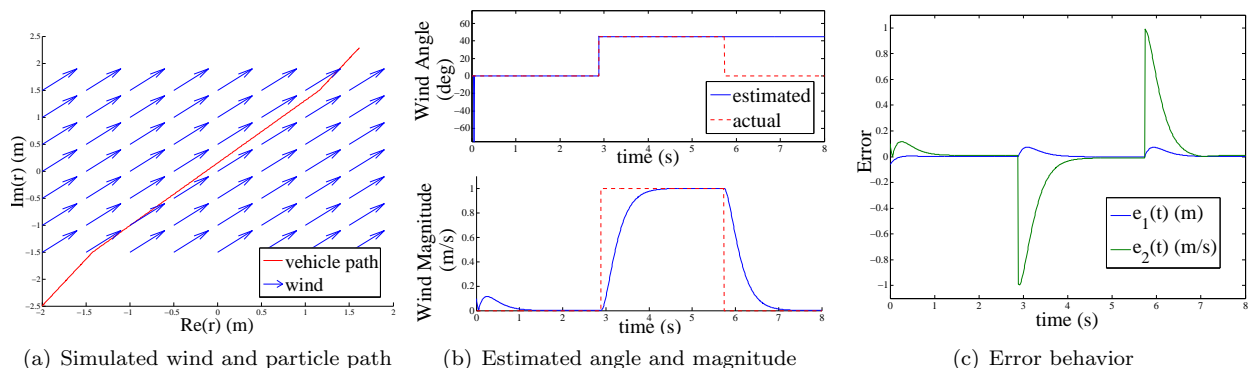 2.5
2
1.5
1
0.5
0
−0.5
−1
−1.5
−2
2.5
−2 −1.5 −1 −0.5 0 0.5 1 1.5 2
Im(r) (m)
Re(r) (m)
vehicle path
wind
(a) Simulated wind and particle path
60
40
20
0
−20
−40
−60
0 1 2 3 4 5 6 7 8
Wind Angle
(deg)
time (s)
estimated
actual
1
0.8
0.6
0.4
0.2
0
0 1 2 3 4 5 6 7 8
Wind Magnitude
(m/s)
time (s)
(b) Estimated angle and magnitude
1
0.8
0.6
0.4
0.2
0
−0.2
−0.4
−0.6
−0.8
−1
0 1 2 3 4 5 6 7 8
Error
time (s)
e_1(t) (m)
e_2(t) (m/s)
(c) Error behavior